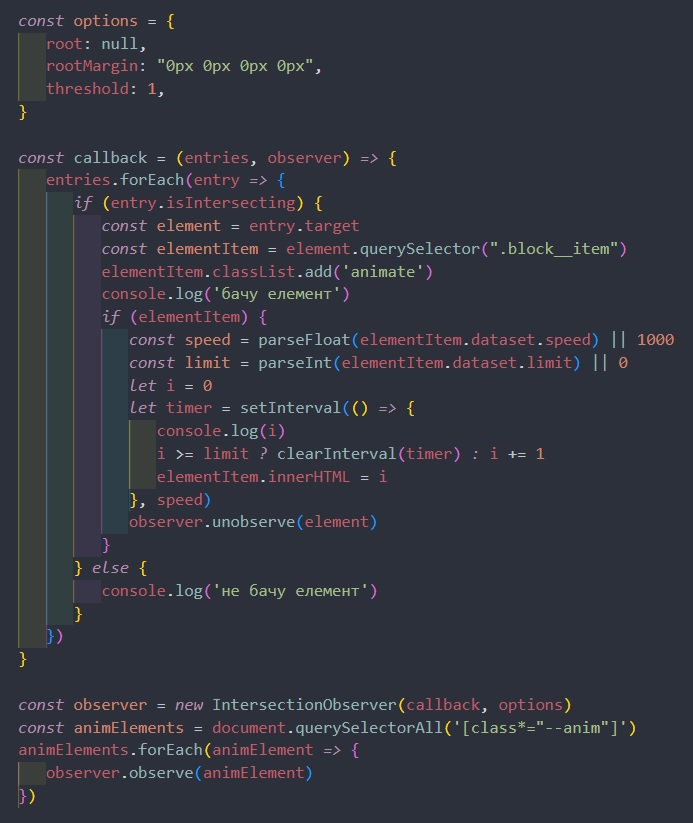 const options = {
root: null,
rootMargin: "0px 0px 0px 0px",
threshold: 1,
}
const callback = (entries, observer) => {
entries.forEach(entry => {
if (entry.isIntersecting) {
const element = entry.target
const elementItem = element.querySelector(".block__item")
elementItem.classList.add('animate')
console.log('бачу елемент')
if (elementItem) {
const speed = parseFloat(elementItem.dataset.speed) || 1000
const limit = parseInt(elementItem.dataset.limit) || 0
let i = 0
let timer = setInterval(() => {
console.log(i)
i >= limit ? clearInterval(timer) : i += 1
elementItem.innerHTML = i
}, speed)
observer.unobserve(element)
}
} else {
console.log('не бачу елемент')
}
})
}
const observer = new IntersectionObserver(callback, options)
const animElements = document.querySelectorAll('[class*="--anim"]')
animElements.forEach(animElement => {
observer.observe(animElement)
})